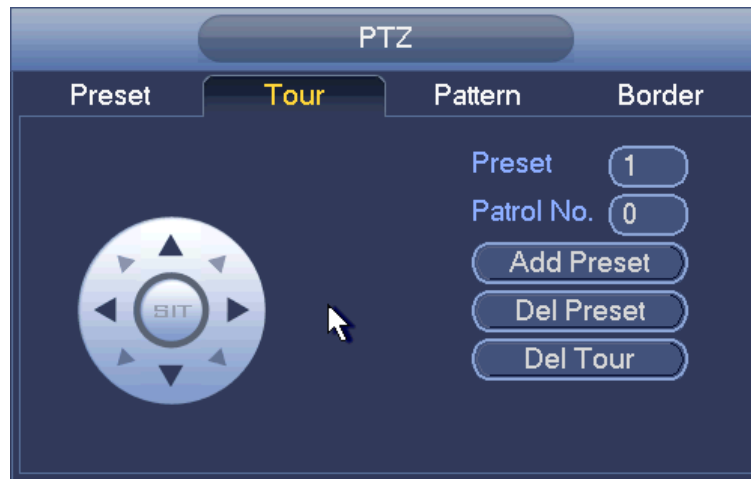 PTZ
Preset Tour Pattern Border
Preset 1
Patrol No. 0
SIT
Add Preset
Del Preset
Del Tour